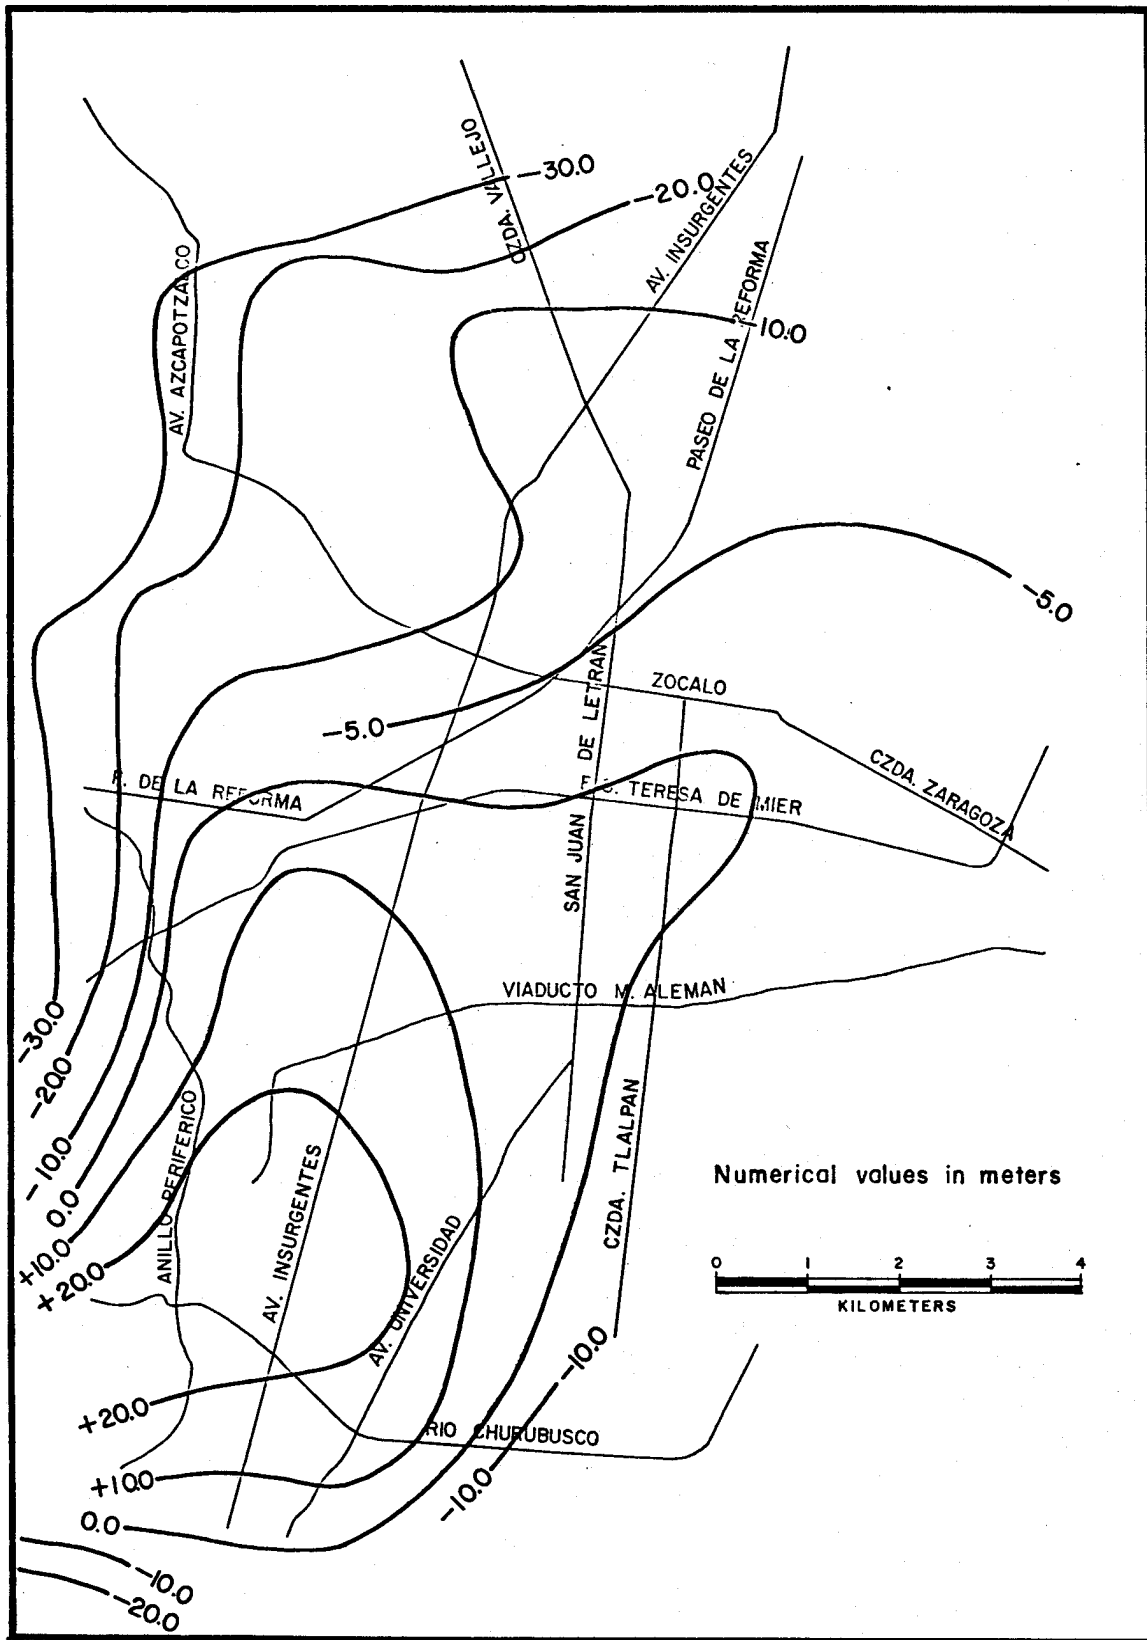 CZDA. VALLEJO
-30.0
-20.0
AV. INSURGENTES
AV. AZCAPOTZALCO
PASEO DE LA REFORMA
-10.0
-5.0
ZOCALO
-5.0
SAN JUAN DE LETRAN
CZDA. ZARAGOZA
P. DE LA REFORMA
TERESA DE MIER
VIADUCTO M. ALEMAN
-30.0
-20.0
-10.0
0.0
+10.0
+20.0
ANILLO PERIFERICO
AV. INSURGENTES
AV. UNIVERSIDAD
CZDA. TLALPAN
Numerical values in meters
0 1 2 3 4
KILOMETERS
-10.0
+20.0
RIO CHURUBUSCO
+10.0
-10.0
0.0
-10.0
-20.0